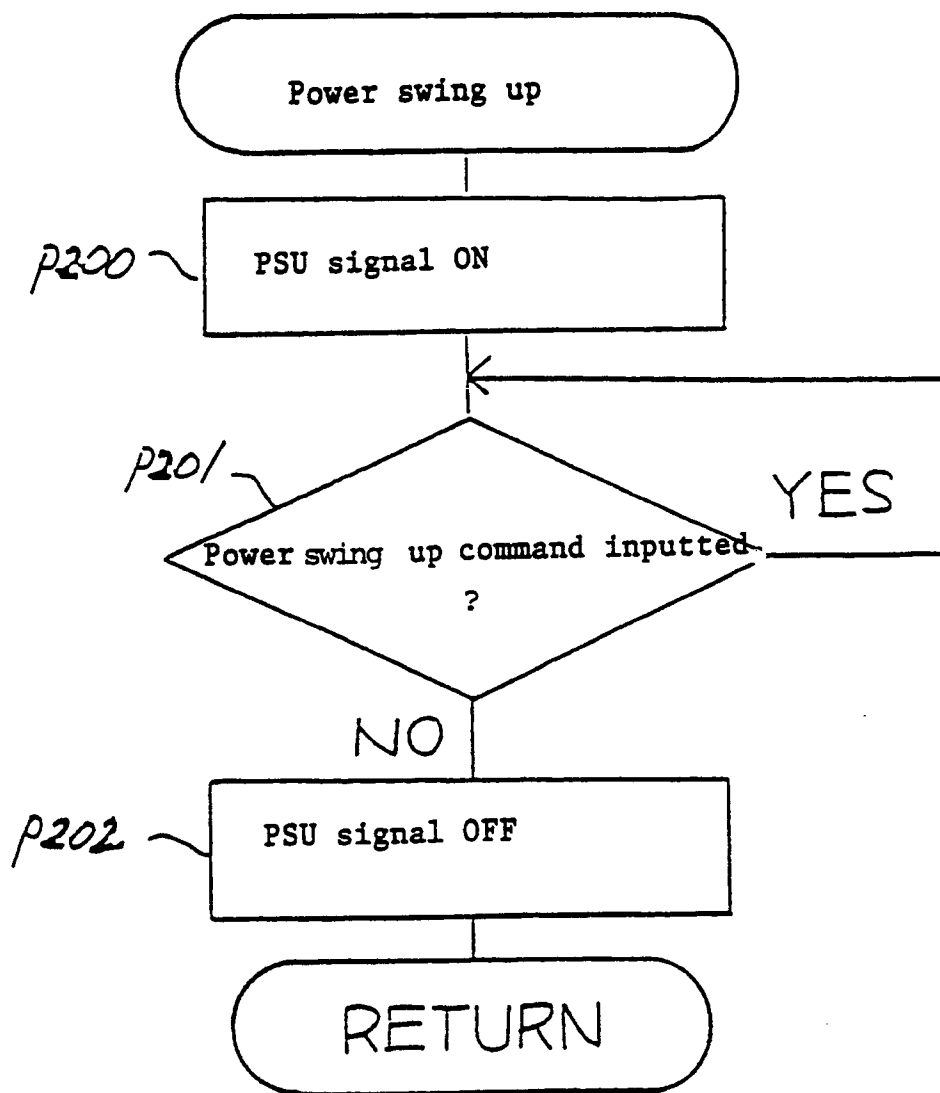 Power swing up
P200
PSU signal ON
P201
YES
Power swing up command inputted
?
NO
P202
PSU signal OFF
RETURN